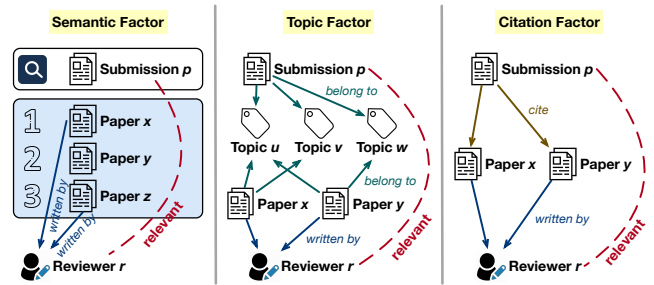 Semantic Factor
Submission p
1 Paper x
2 Paper y
3 Paper z
written by
written by
relevant
Reviewer r
Topic Factor
Submission p
belong to
Topic u Topic v Topic w
belong to
Paper x Paper y
written by
relevant
Reviewer r
Citation Factor
Submission p
cite
Paper x Paper y
written by
relevant
Reviewer r